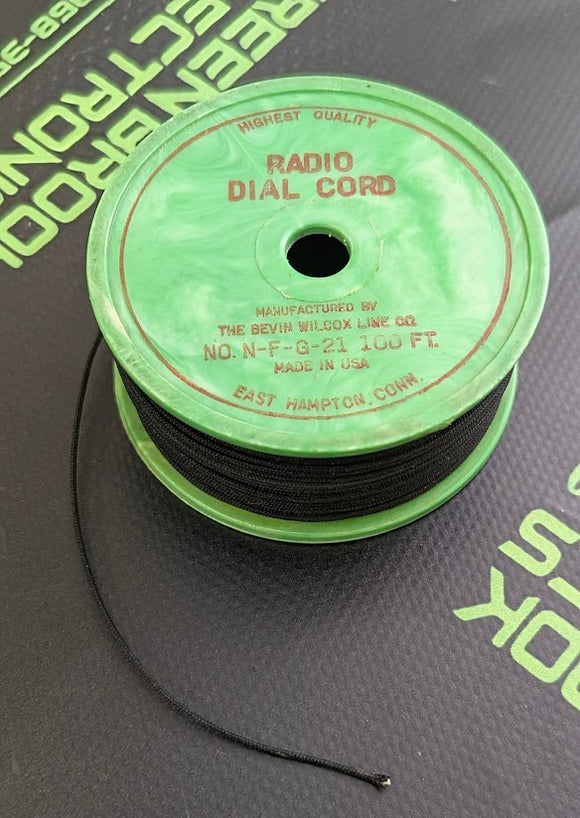 HIGHEST QUALITY
RADIO
DIAL CORD
MANUFACTURED BY
THE BEVIN WILCOX LINE CO.
NO. N-F-G-21 100 FT.
MADE IN USA
EAST HAMPTON, CONN.